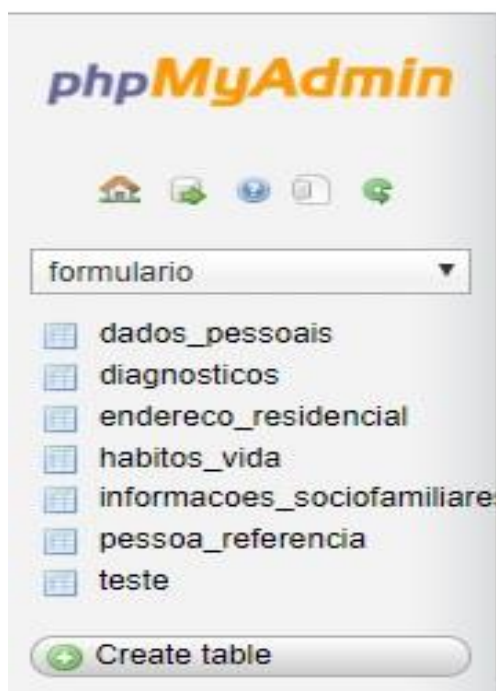 phpMyAdmin
formulario
dados_pessoais
diagnosticos
endereco_residencial
habitos_vida
informacoes_sociofamiliares
pessoa_referencia
teste
Create table